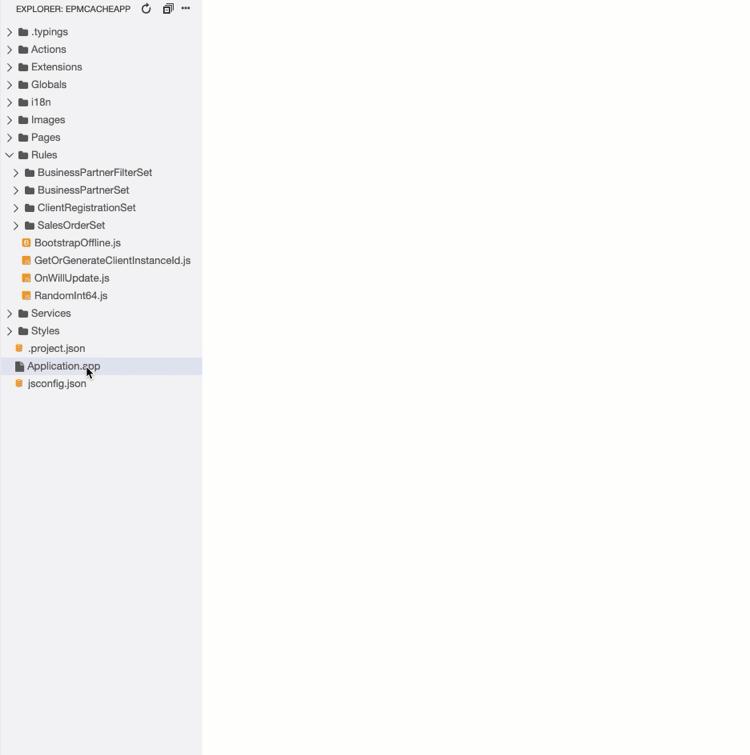 EXPLORER: EPMCACHEAPP
.typings
Actions
Extensions
Globals
i18n
Images
Pages
Rules
BusinessPartnerFilterSet
BusinessPartnerSet
ClientRegistrationSet
SalesOrderSet
BootstrapOffline.js
GetOrGenerateClientInstanceId.js
OnWillUpdate.js
RandomInt64.js
Services
Styles
.project.json
Application.app
jsconfig.json